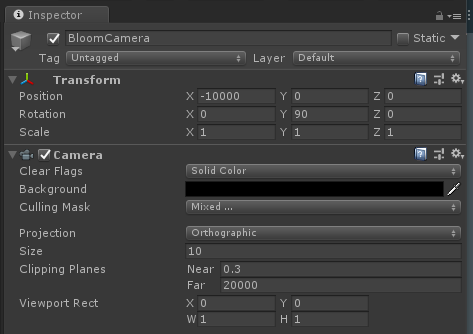 Inspector
BloomCamera Static
Tag Untagged Layer Default
Transform
Position X -10000 Y 0 Z 0
Rotation X 0 Y 90 Z 0
Scale X 1 Y 1 Z 1
Camera
Clear Flags Solid Color
Background
Culling Mask Mixed ...
Projection Orthographic
Size 10
Clipping Planes Near 0.3
Far 20000
Viewport Rect X 0 Y 0
W 1 H 1